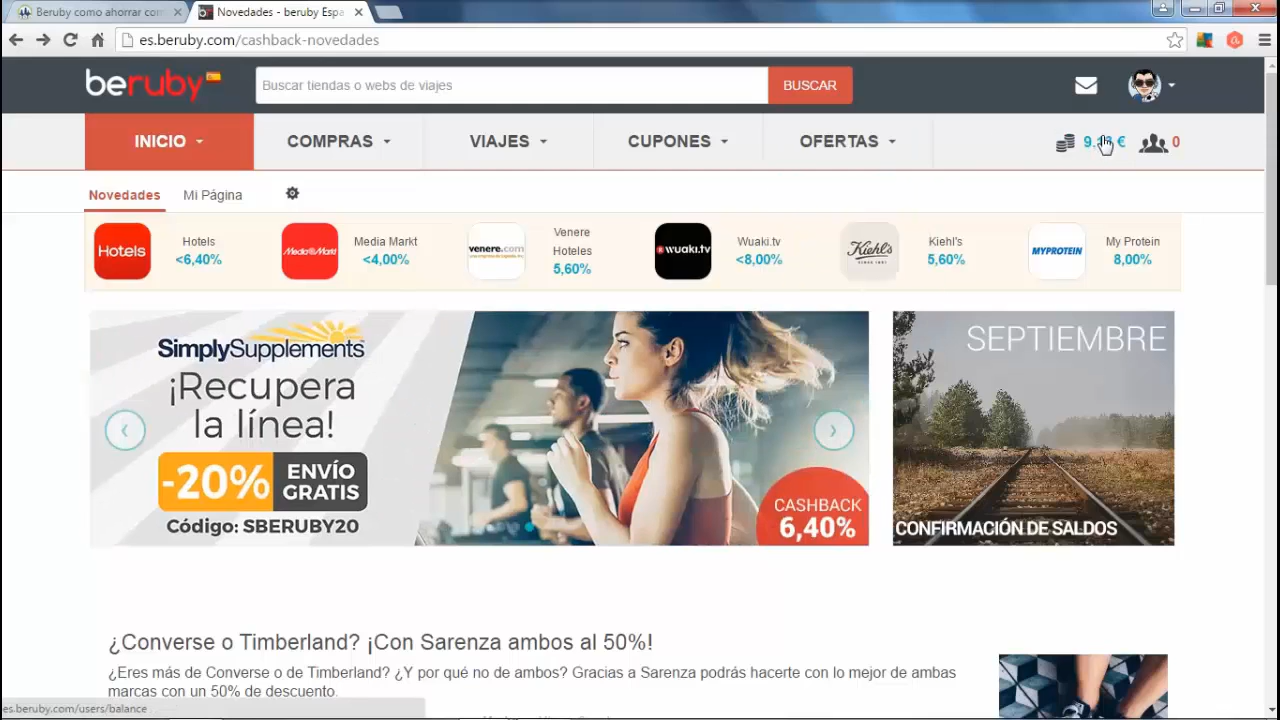 Beruby como ahorrar com
Novedades - beruby Espa
es.beruby.com/cashback-novedades
beruby
Buscar tiendas o webs de viajes
BUSCAR
INICIO
COMPRAS
VIAJES
CUPONES
OFERTAS
€
0
Novedades
Mi Página
Hotels
Hotels
<6,40%
Media Markt
Media Markt
<4,00%
venere.com
Venere
Hoteles
5,60%
wuaki.tv
Wuaki.tv
<8,00%
Kiehl's
SINCE 1851
Kiehl's
5,60%
MYPROTEIN
My Protein
8,00%
SimplySupplements
¡Recupera
la línea!
-20%
ENVÍO
GRATIS
Código: SBERUBY20
CASHBACK
6,40%
SEPTIEMBRE
CONFIRMACIÓN DE SALDOS
¿Converse o Timberland? ¡Con Sarenza ambos al 50%!
¿Eres más de Converse o de Timberland? ¿Y por qué no de ambos? Gracias a Sarenza podrás hacerte con lo mejor de ambas
marcas con un 50% de descuento.
es.beruby.com/users/balance